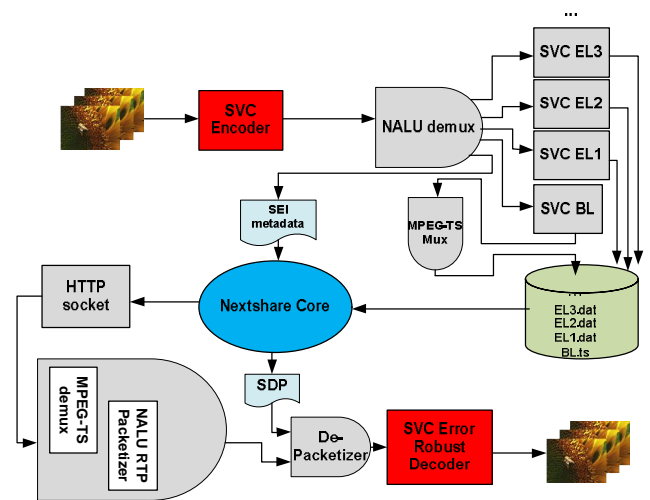 ...
SVC EL3
SVC
Encoder
NALU demux
SVC EL2
SVC EL1
SVC BL
SEI
metadata
MPEG-TS
Mux
HTTP
socket
Nextshare Core
...
EL3.dat
EL2.dat
EL1.dat
BL.ts
MPEG-TS
demux
NALU RTP
Packetizer
SDP
De-
Packetizer
SVC Error
Robust
Decoder